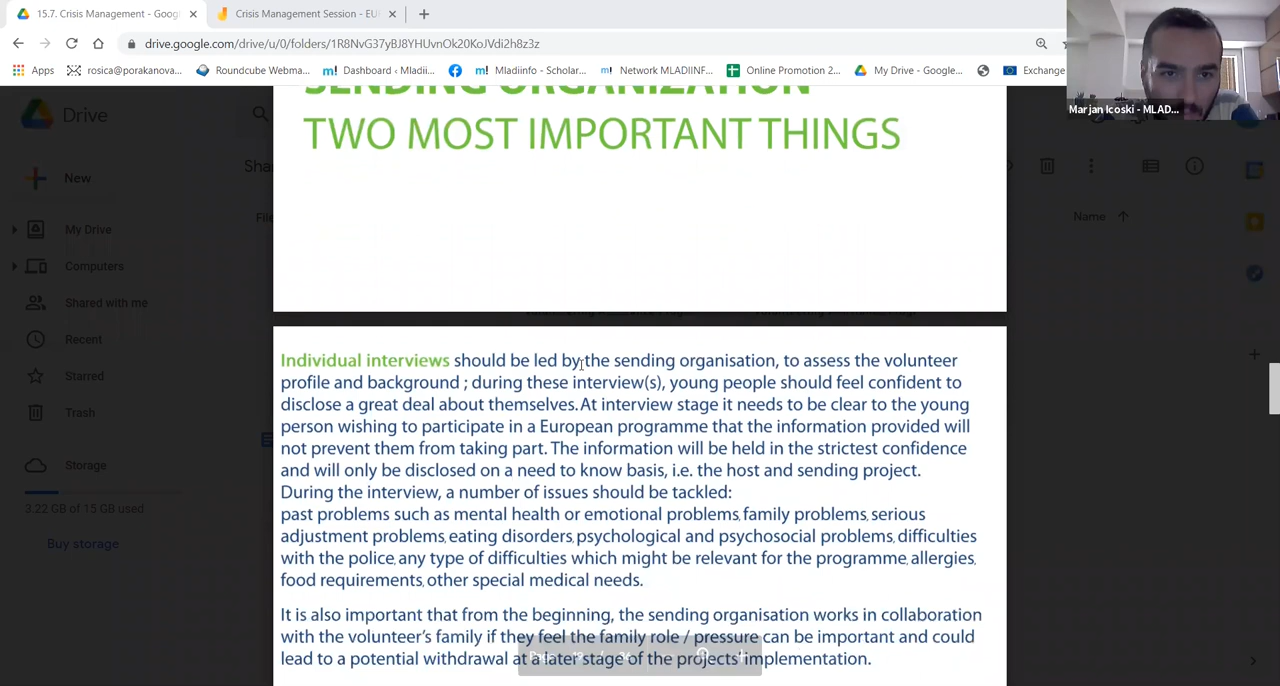 15.7. Crisis Management - Goog
Crisis Management Session - EU
drive.google.com/drive/u/0/folders/1R8NvG37yBJ8YHUvnOk20KoJVdi2h8z3z
Apps
rosica@porakanova...
Roundcube Webma...
Dashboard ‹ Mladii...
Mladiinfo - Scholar...
Network MLADIINF...
Online Promotion 2...
My Drive - Google...
Exchange
Marjan Icoski - MLAD...
Drive
SENDING ORGANIZATION
TWO MOST IMPORTANT THINGS
New
Sha
My Drive
Computers
Shared with me
Recent
Starred
Trash
Storage
3.22 GB of 15 GB used
Buy storage
File
Name
Individual interviews should be led by the sending organisation, to assess the volunteer
profile and background ; during these interview(s), young people should feel confident to
disclose a great deal about themselves. At interview stage it needs to be clear to the young
person wishing to participate in a European programme that the information provided will
not prevent them from taking part. The information will be held in the strictest confidence
and will only be disclosed on a need to know basis, i.e. the host and sending project.
During the interview, a number of issues should be tackled:
past problems such as mental health or emotional problems, family problems, serious
adjustment problems, eating disorders, psychological and psychosocial problems, difficulties
with the police, any type of difficulties which might be relevant for the programme, allergies,
food requirements, other special medical needs.
It is also important that from the beginning, the sending organisation works in collaboration
with the volunteer's family if they feel the family role / pressure can be important and could
lead to a potential withdrawal at a later stage of the projects implementation.